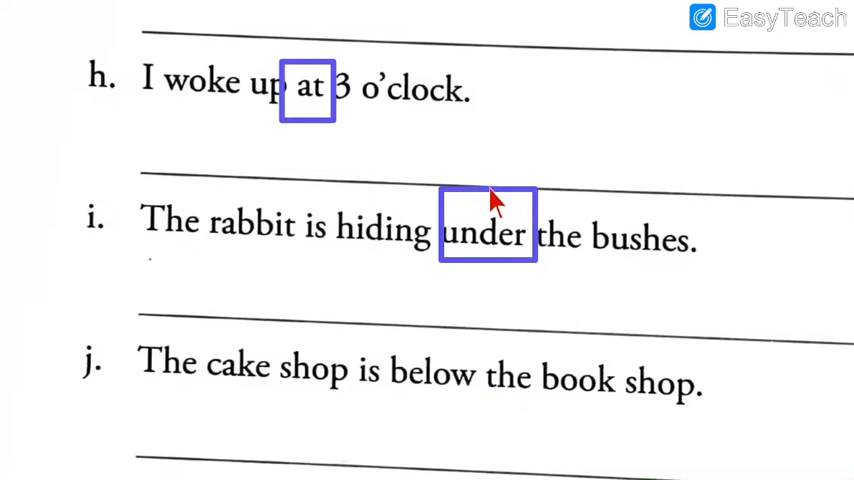 EasyTeach
h. I woke up at 3 o’clock.
i. The rabbit is hiding under the bushes.
j. The cake shop is below the book shop.